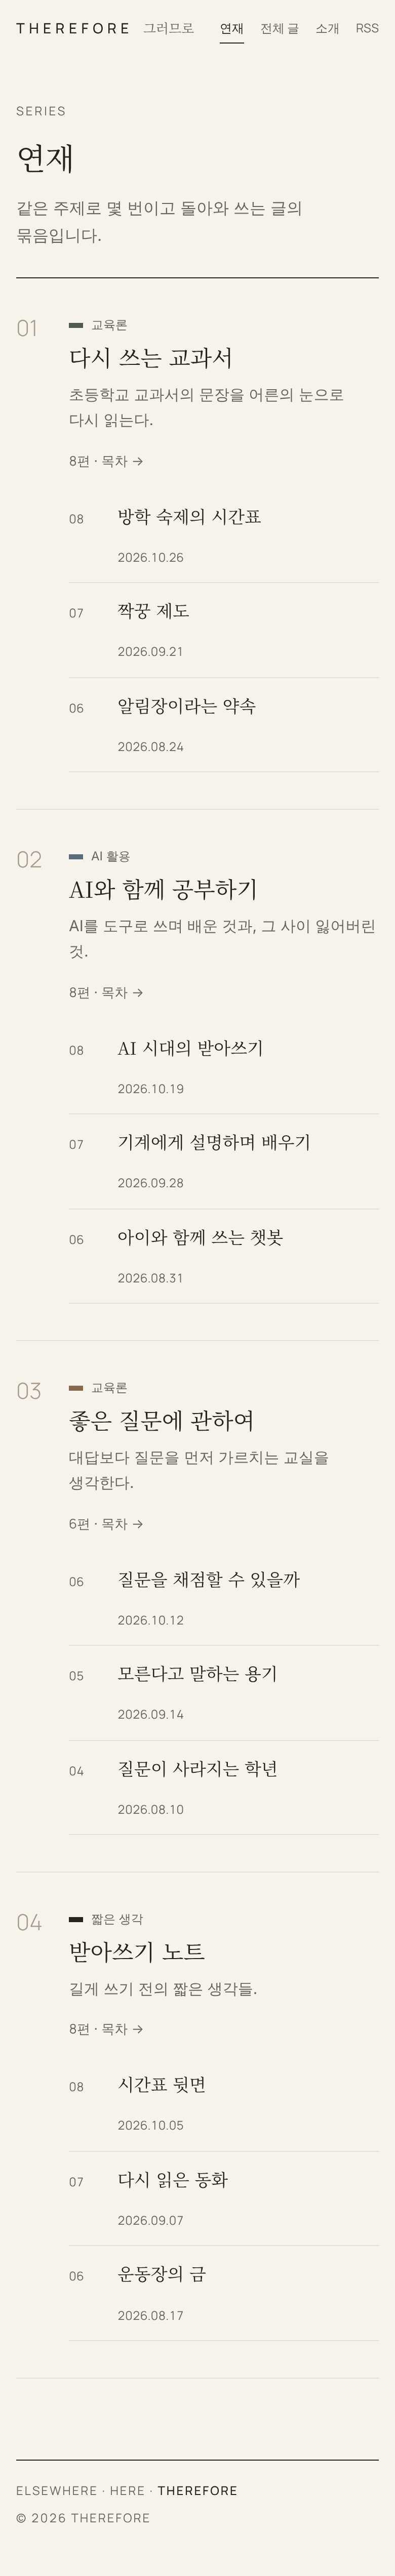 THEREFORE 그러므로 연재 전체 글 소개 RSS
SERIES
연재
같은 주제로 몇 번이고 돌아와 쓰는 글의
묶음입니다.
01 교육론
다시 쓰는 교과서
초등학교 교과서의 문장을 어른의 눈으로
다시 읽는다.
8편 · 목차 →
08 방학 숙제의 시간표
2026.10.26
07 짝꿍 제도
2026.09.21
06 알림장이라는 약속
2026.08.24
02 AI 활용
AI와 함께 공부하기
AI를 도구로 쓰며 배운 것과, 그 사이 잃어버린
것.
8편 · 목차 →
08 AI 시대의 받아쓰기
2026.10.19
07 기계에게 설명하며 배우기
2026.09.28
06 아이와 함께 쓰는 챗봇
2026.08.31
03 교육론
좋은 질문에 관하여
대답보다 질문을 먼저 가르치는 교실을
생각한다.
6편 · 목차 →
06 질문을 채점할 수 있을까
2026.10.12
05 모른다고 말하는 용기
2026.09.14
04 질문이 사라지는 학년
2026.08.10
04 짧은 생각
받아쓰기 노트
길게 쓰기 전의 짧은 생각들.
8편 · 목차 →
08 시간표 뒷면
2026.10.05
07 다시 읽은 동화
2026.09.07
06 운동장의 금
2026.08.17
ELSEWHERE · HERE · THEREFORE
© 2026 THEREFORE